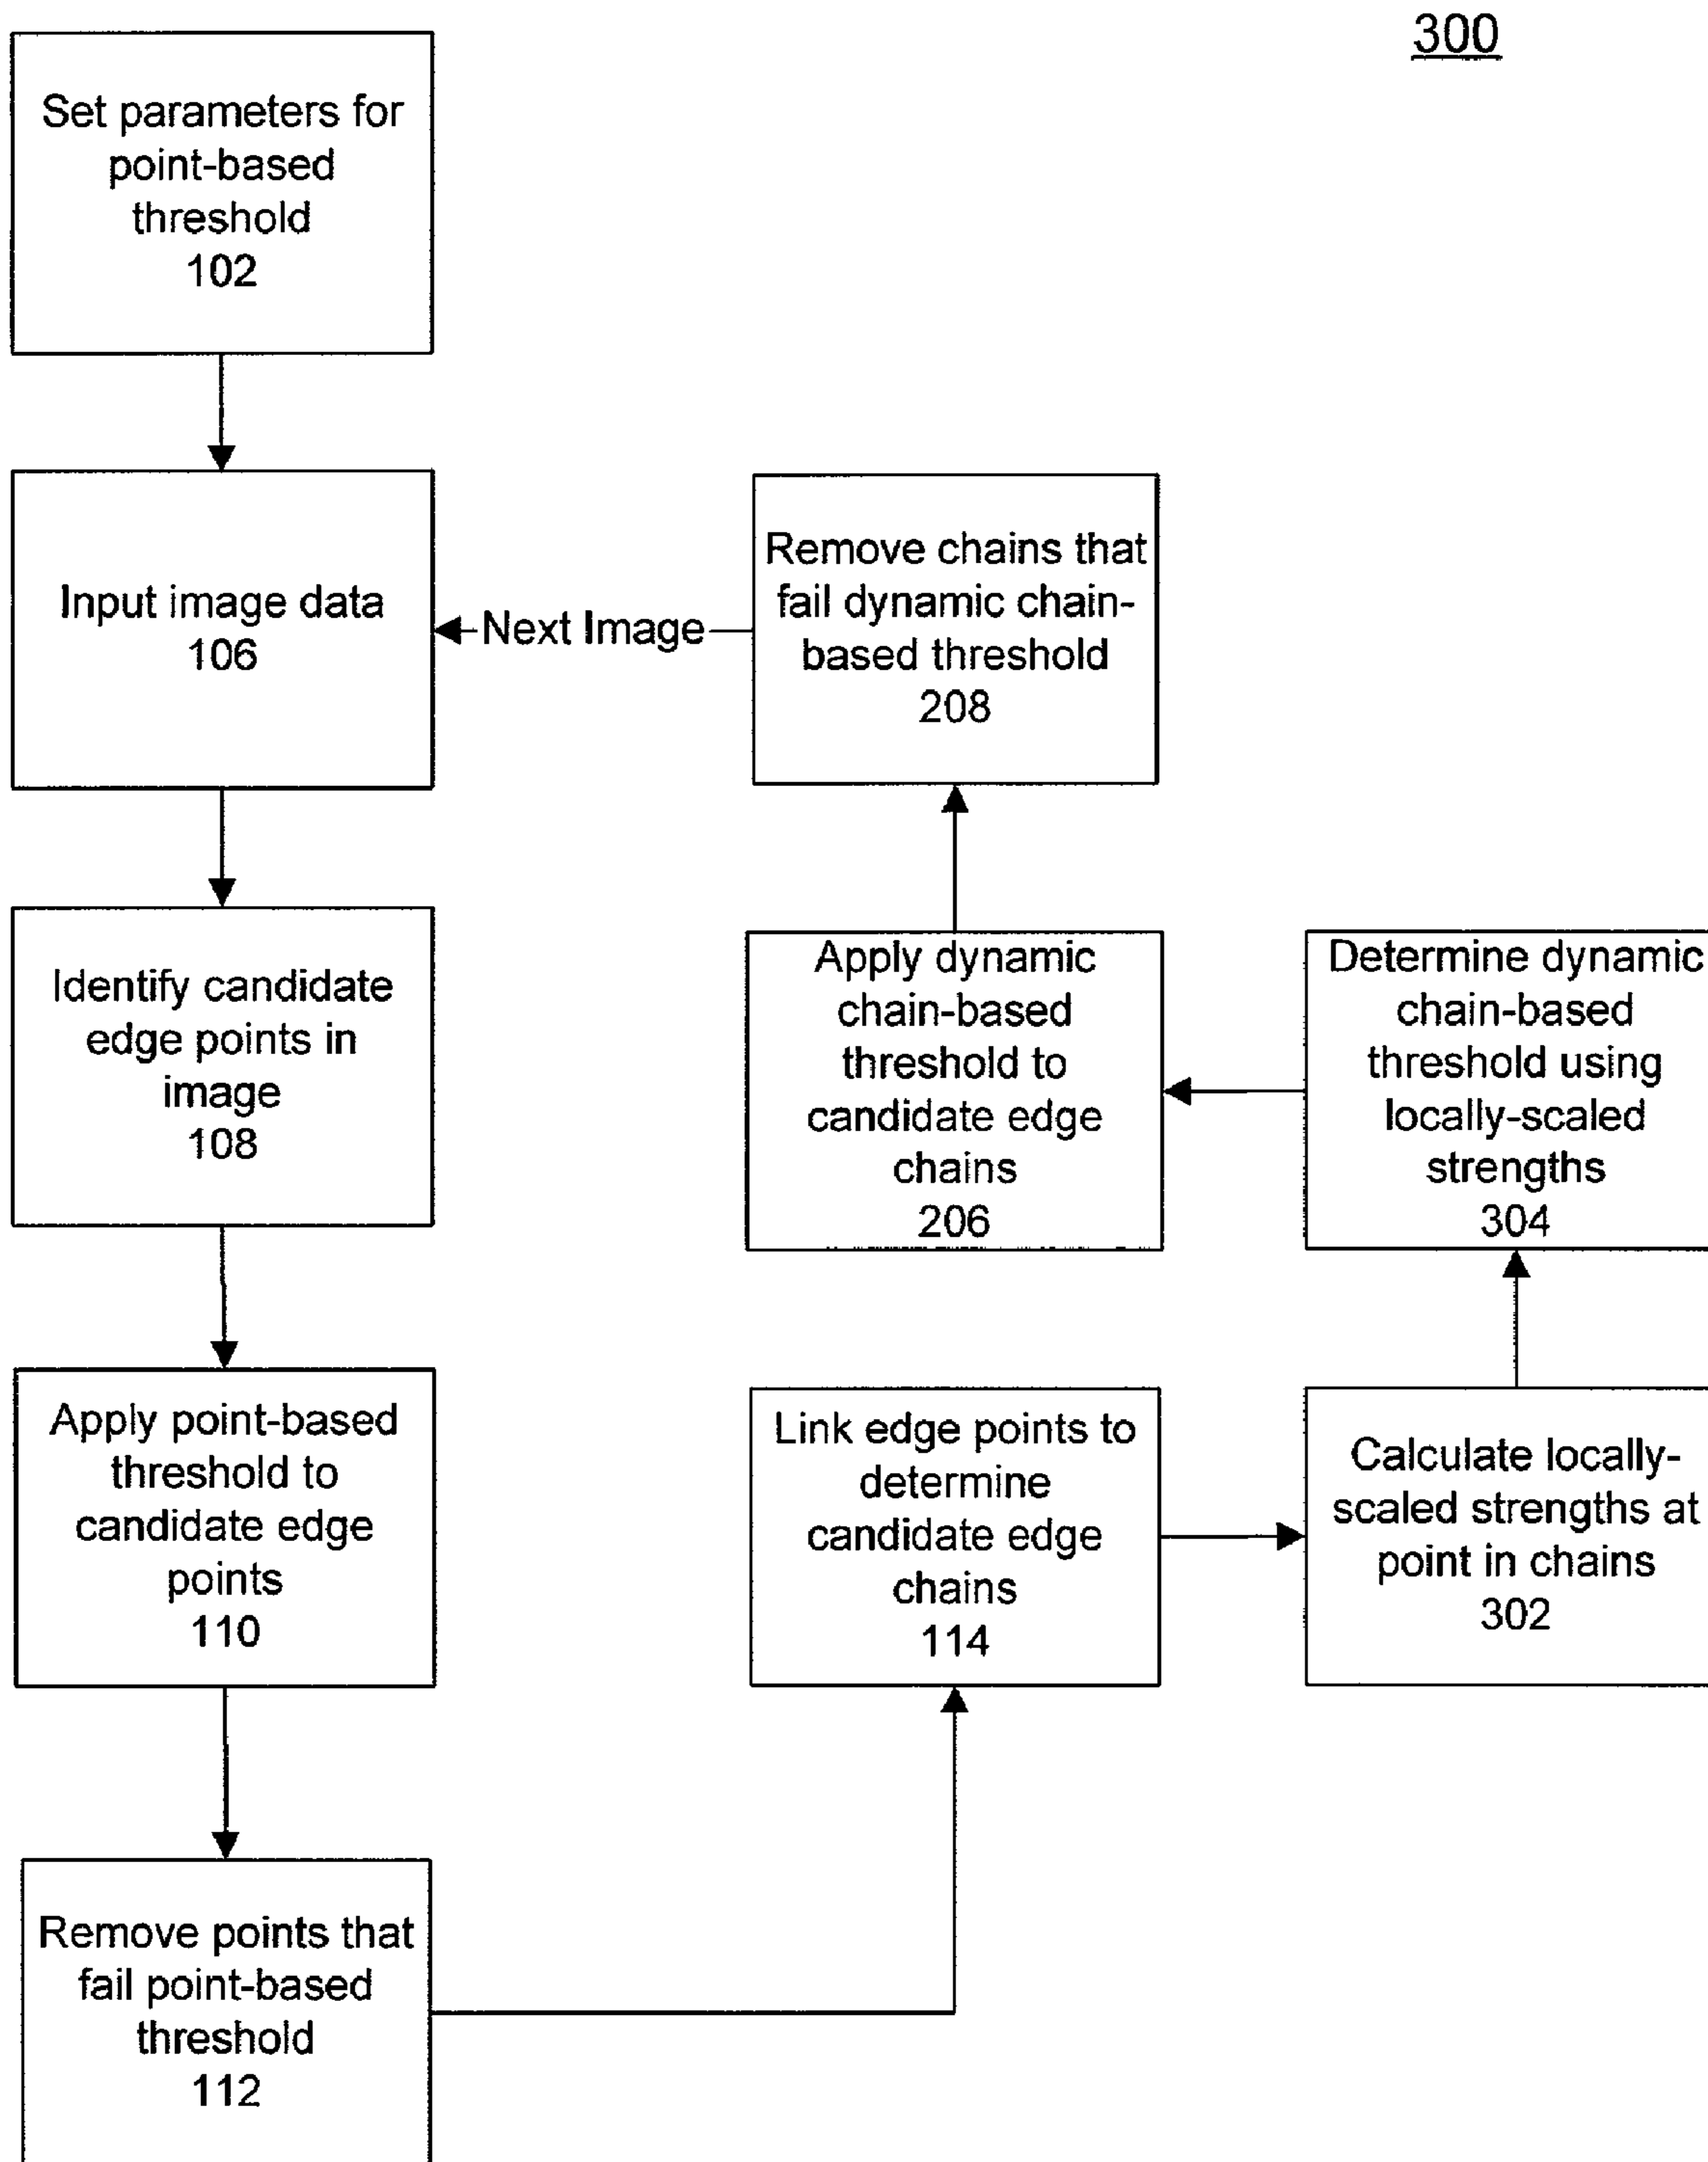 300
Set parameters for
point-based
threshold
102
Input image data
106
Next Image
Remove chains that
fail dynamic chain-
based threshold
208
Identify candidate
edge points in
image
108
Apply dynamic
chain-based
threshold to
candidate edge
chains
206
Determine dynamic
chain-based
threshold using
locally-scaled
strengths
304
Apply point-based
threshold to
candidate edge
points
110
Link edge points to
determine
candidate edge
chains
114
Calculate locally-
scaled strengths at
point in chains
302
Remove points that
fail point-based
threshold
112